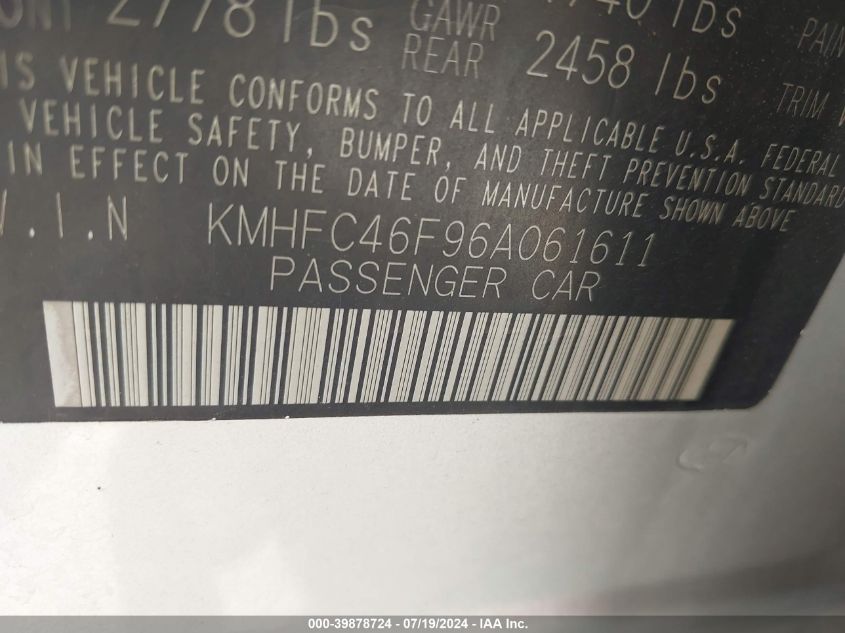 2778 lbs GAWR
REAR 2458 lbs
TRIM
VEHICLE CONFORMS TO ALL APPLICABLE U.S.A. FEDERAL
VEHICLE SAFETY, BUMPER, AND THEFT PREVENTION STANDARD
IN EFFECT ON THE DATE OF MANUFACTURE SHOWN ABOVE
.I.N KMHFC46F96A061611
PASSENGER CAR
000-39878724 / 07/19/2024 - IAA Inc.